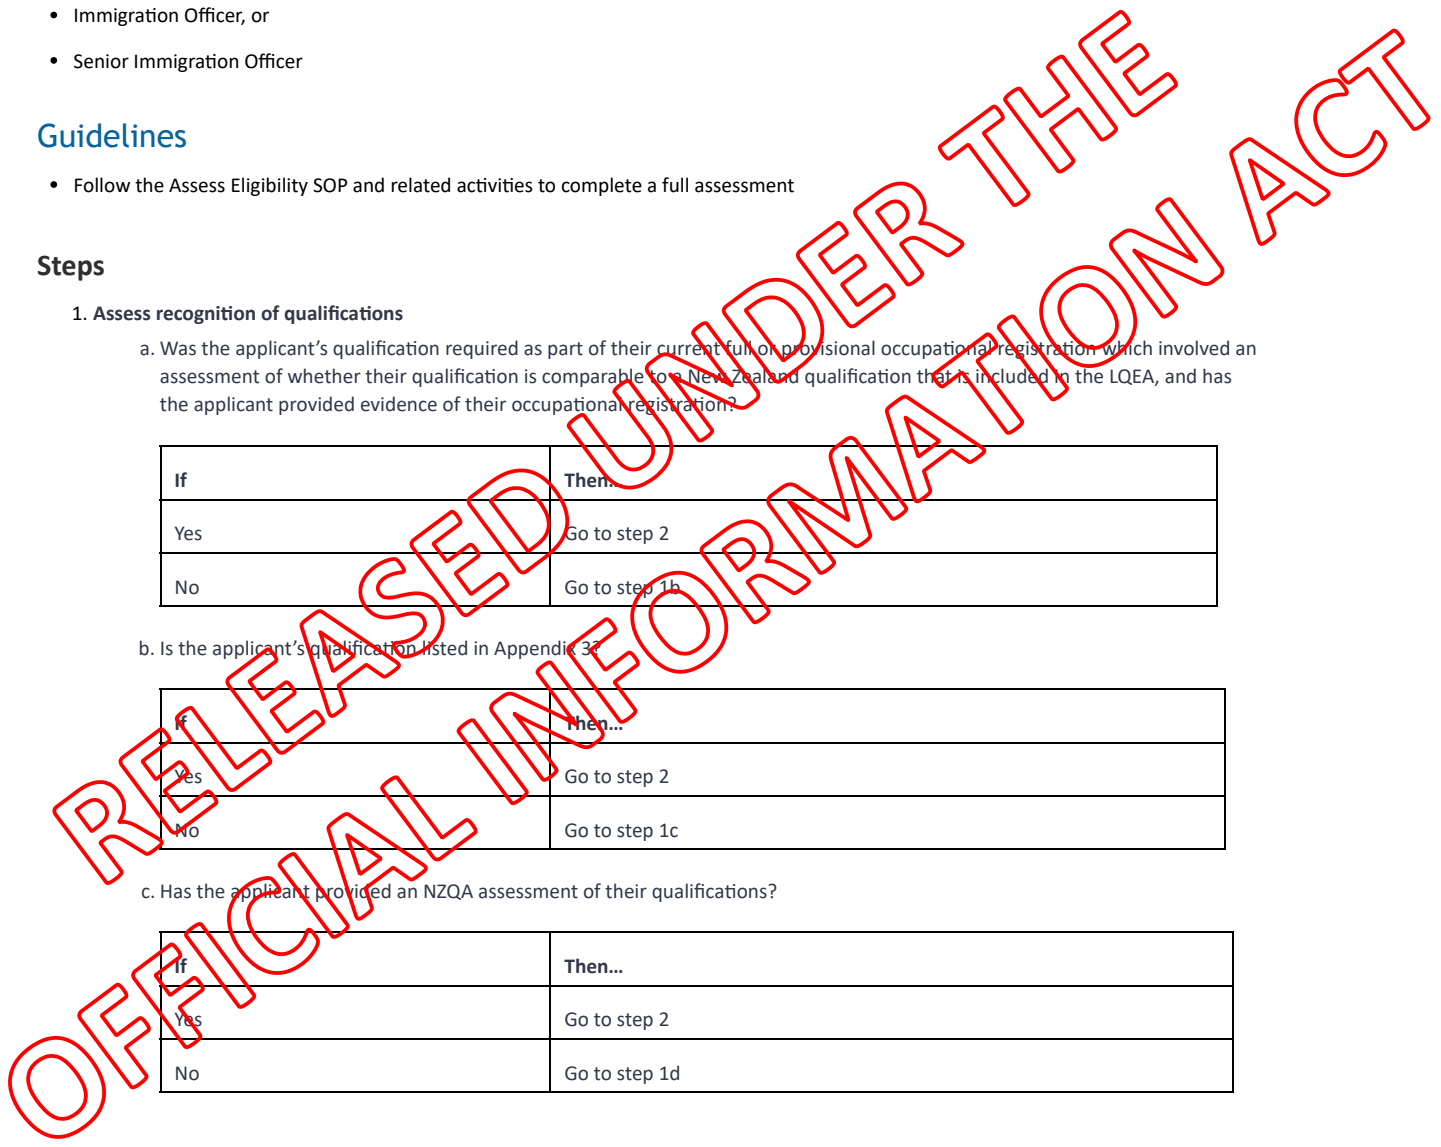 • Immigration Officer, or
• Senior Immigration Officer
Guidelines
• Follow the Assess Eligibility SOP and related activities to complete a full assessment
Steps
1. Assess recognition of qualifications
a. Was the applicant’s qualification required as part of their current full or provisional occupational registration which involved an
assessment of whether their qualification is comparable to a New Zealand qualification that is included in the LQEA, and has
the applicant provided evidence of their occupational registration?
If Then...
Yes Go to step 2
No Go to step 1b
b. Is the applicant’s qualification listed in Appendix 3?
If Then...
Yes Go to step 2
No Go to step 1c
c. Has the applicant provided an NZQA assessment of their qualifications?
If Then...
Yes Go to step 2
No Go to step 1d
RELEASED UNDER THE
OFFICIAL INFORMATION ACT